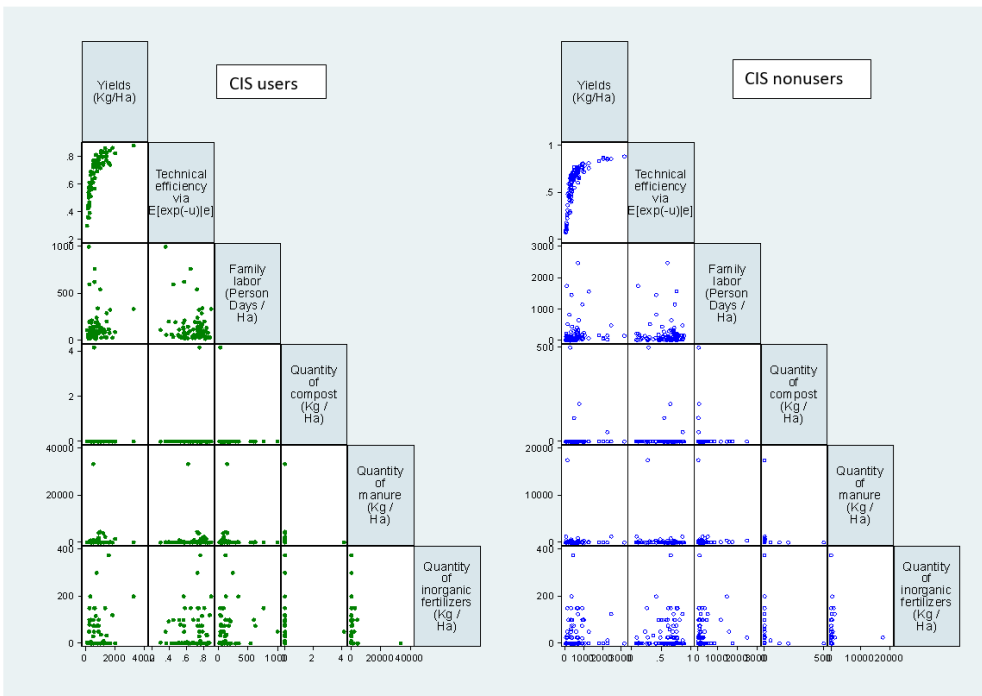 Yields
(Kg/Ha)
CIS users
.8
.6
.4
.2
Technical
efficiency
via
E[exp(-u)|e]
1000
500
0
Family
labor
(Person
Days /
Ha)
4
2
0
Quantity
of
compost
(Kg /
Ha)
40000
20000
0
Quantity
of
manure
(Kg /
Ha)
400
200
0
Quantity
of
inorganic
fertilizers
(Kg /
Ha)
0 2000 4000 .2 .4 .6 .8 0 500 1000 0 2 4 0 20000 40000
Yields
(Kg/Ha)
CIS nonusers
1
.5
0
Technical
efficiency
via
E[exp(-u)|e]
3000
2000
1000
0
Family
labor
(Person
Days /
Ha)
500
0
Quantity
of
compost
(Kg /
Ha)
20000
10000
0
Quantity
of
manure
(Kg /
Ha)
400
200
0
Quantity
of
inorganic
fertilizers
(Kg /
Ha)
0 1000 2000 3000 0 .5 1 0 1000 2000 3000 0 500 0 10000 20000